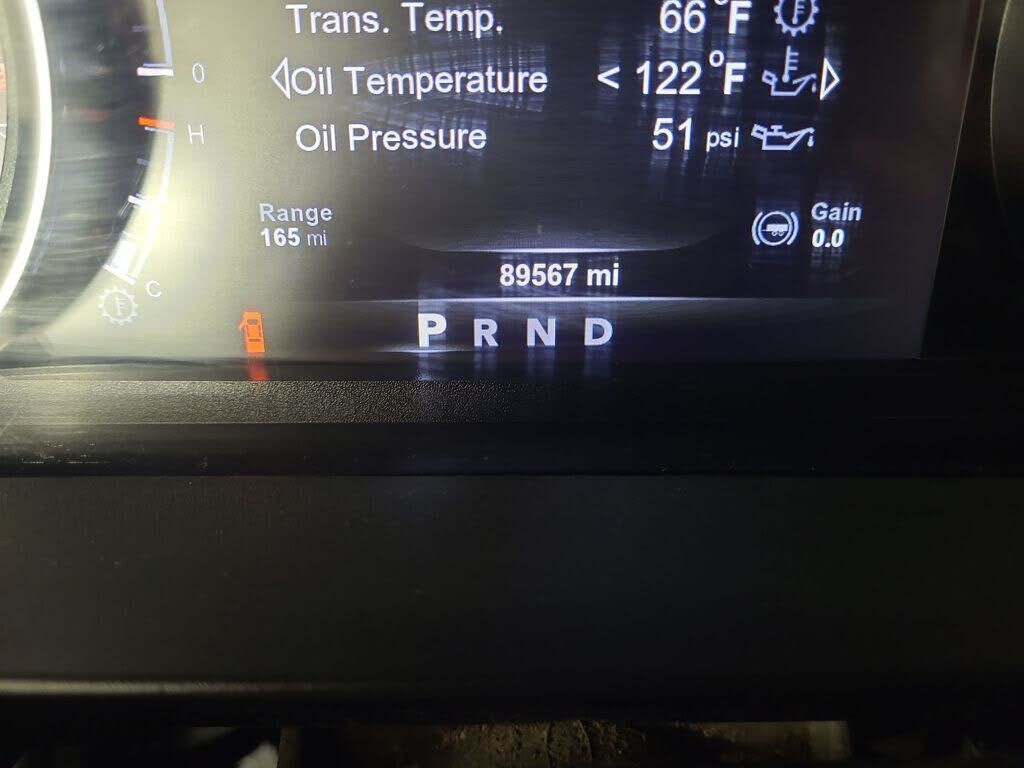 Trans. Temp. 66 °F
0
Oil Temperature < 122 °F
H
Oil Pressure 51 psi
Range
165 mi
Gain
0.0
89567 mi
C
P R N D